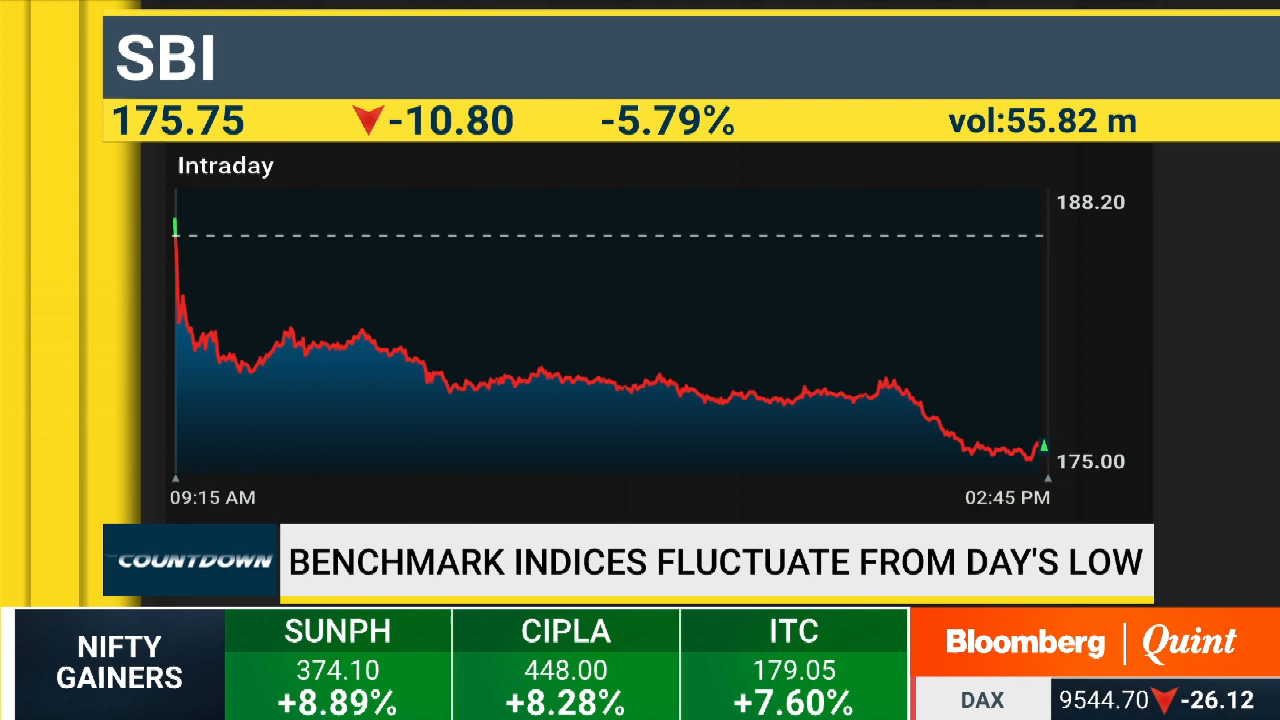 SBI
175.75 -10.80 -5.79% vol:55.82 m
Intraday
188.20
175.00
09:15 AM 02:45 PM
COUNTDOWN BENCHMARK INDICES FLUCTUATE FROM DAY'S LOW
NIFTY
GAINERS
SUNPH
374.10
+8.89%
CIPLA
448.00
+8.28%
ITC
179.05
+7.60%
Bloomberg | Quint
DAX 9544.70 -26.12